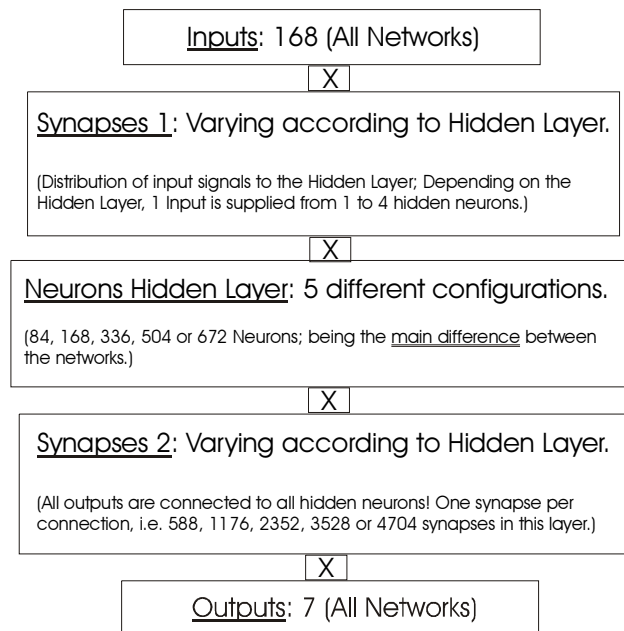 Inputs: 168 (All Networks)
X
Synapses 1: Varying according to Hidden Layer.
(Distribution of input signals to the Hidden Layer; Depending on the
Hidden Layer, 1 Input is supplied from 1 to 4 hidden neurons.)
X
Neurons Hidden Layer: 5 different configurations.
(84, 168, 336, 504 or 672 Neurons; being the main difference between
the networks.)
X
Synapses 2: Varying according to Hidden Layer.
(All outputs are connected to all hidden neurons! One synapse per
connection, i.e. 588, 1176, 2352, 3528 or 4704 synapses in this layer.)
X
Outputs: 7 (All Networks)